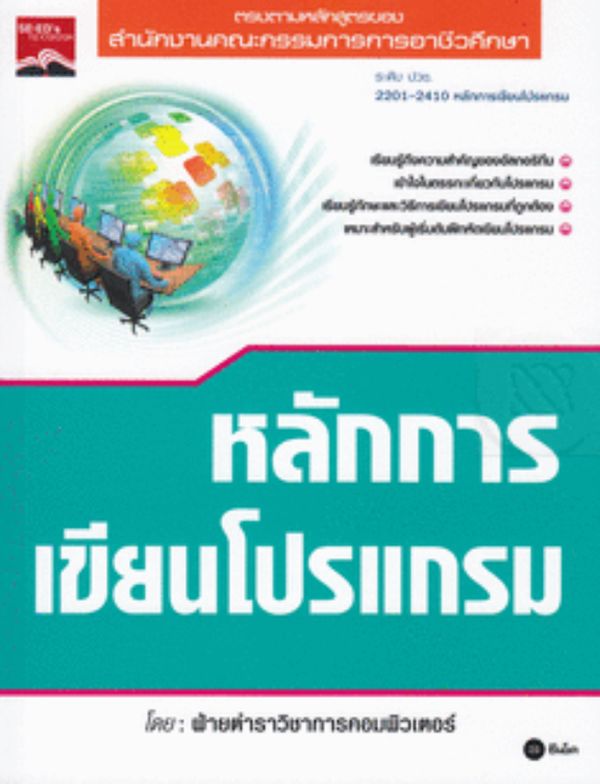 SE-ED's
TEXTBOOK
ตรงตามหลักสูตรของ
สำนักงานคณะกรรมการการอาชีวศึกษา
ระดับ ปวช.
2201-2410 หลักการเขียนโปรแกรม
เรียนรู้ถึงความสำคัญของอัลกอริทึม
เข้าใจในตรรกะเกี่ยวกับโปรแกรม
เรียนรู้ทักษะและวิธีการเขียนโปรแกรมที่ถูกต้อง
เหมาะสำหรับผู้เริ่มต้นฝึกหัดเขียนโปรแกรม
หลักการ
เขียนโปรแกรม
โดย : ฝ่ายตำราวิชาการคอมพิวเตอร์
ซีเอ็ด